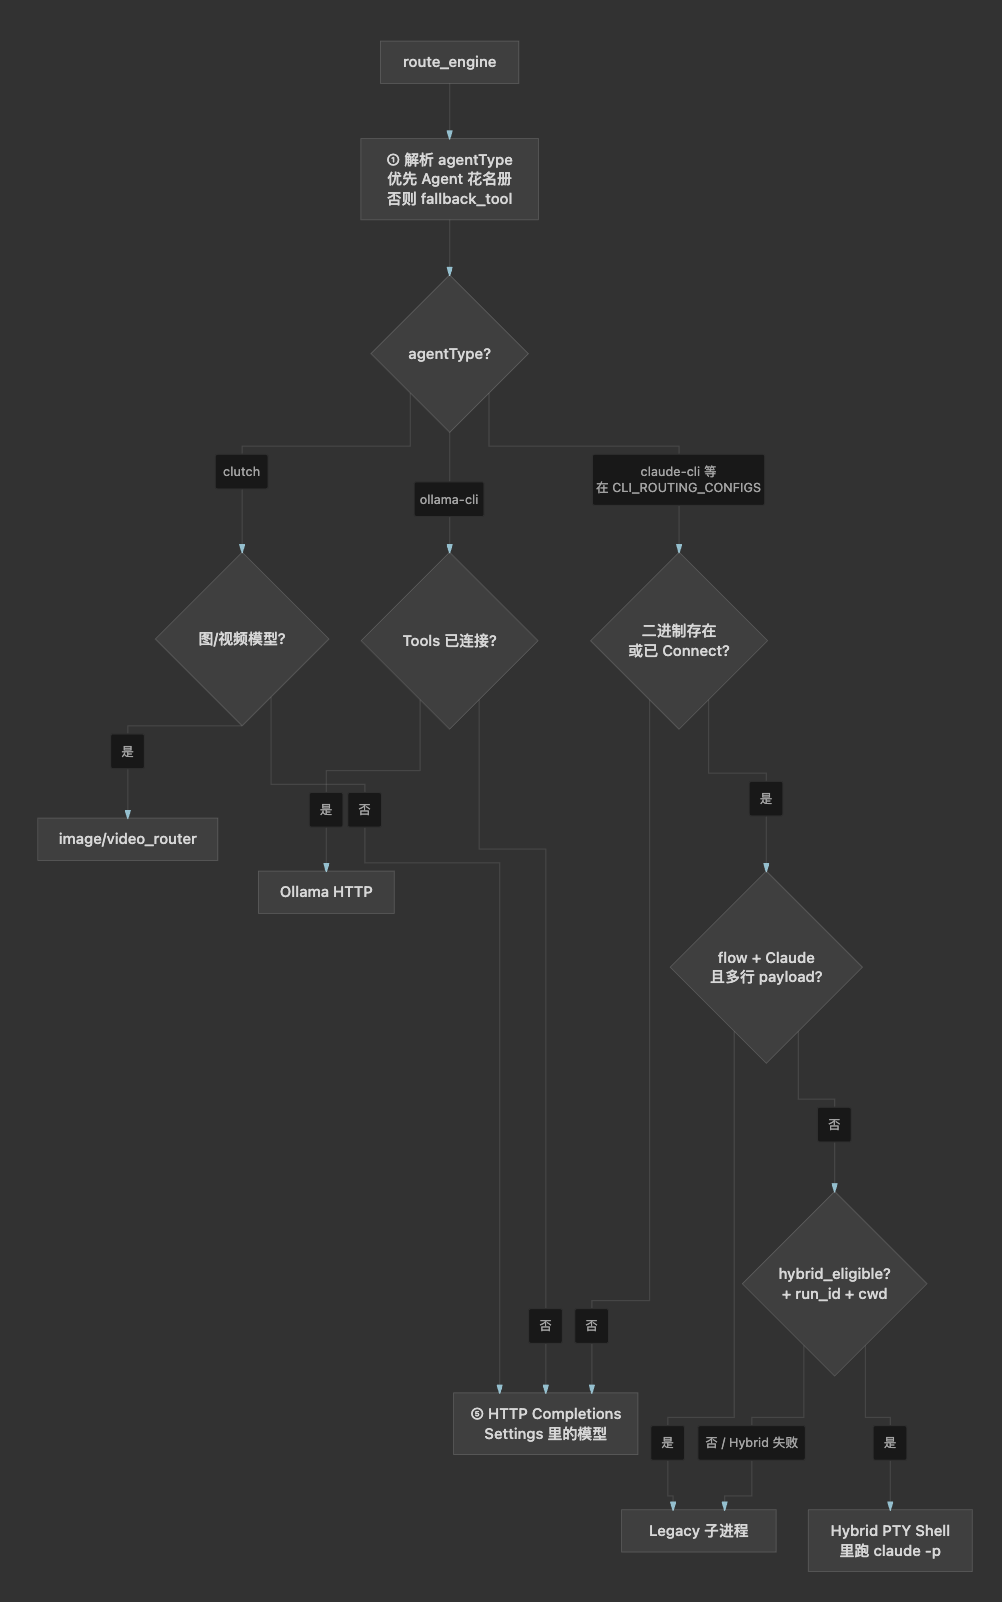 route_engine
① 解析 agentType
优先 Agent 花名册
否则 fallback_tool
agentType?
clutch
ollama-cli
claude-cli 等
在 CLI_ROUTING_CONFIGS
图/视频模型?
Tools 已连接?
二进制存在
或已 Connect?
是
是
否
是
image/video_router
Ollama HTTP
flow + Claude
且多行 payload?
否
hybrid_eligible?
+ run_id + cwd
否
否
⑤ HTTP Completions
Settings 里的模型
是
否 / Hybrid 失败
是
Legacy 子进程
Hybrid PTY Shell
里跑 claude -p